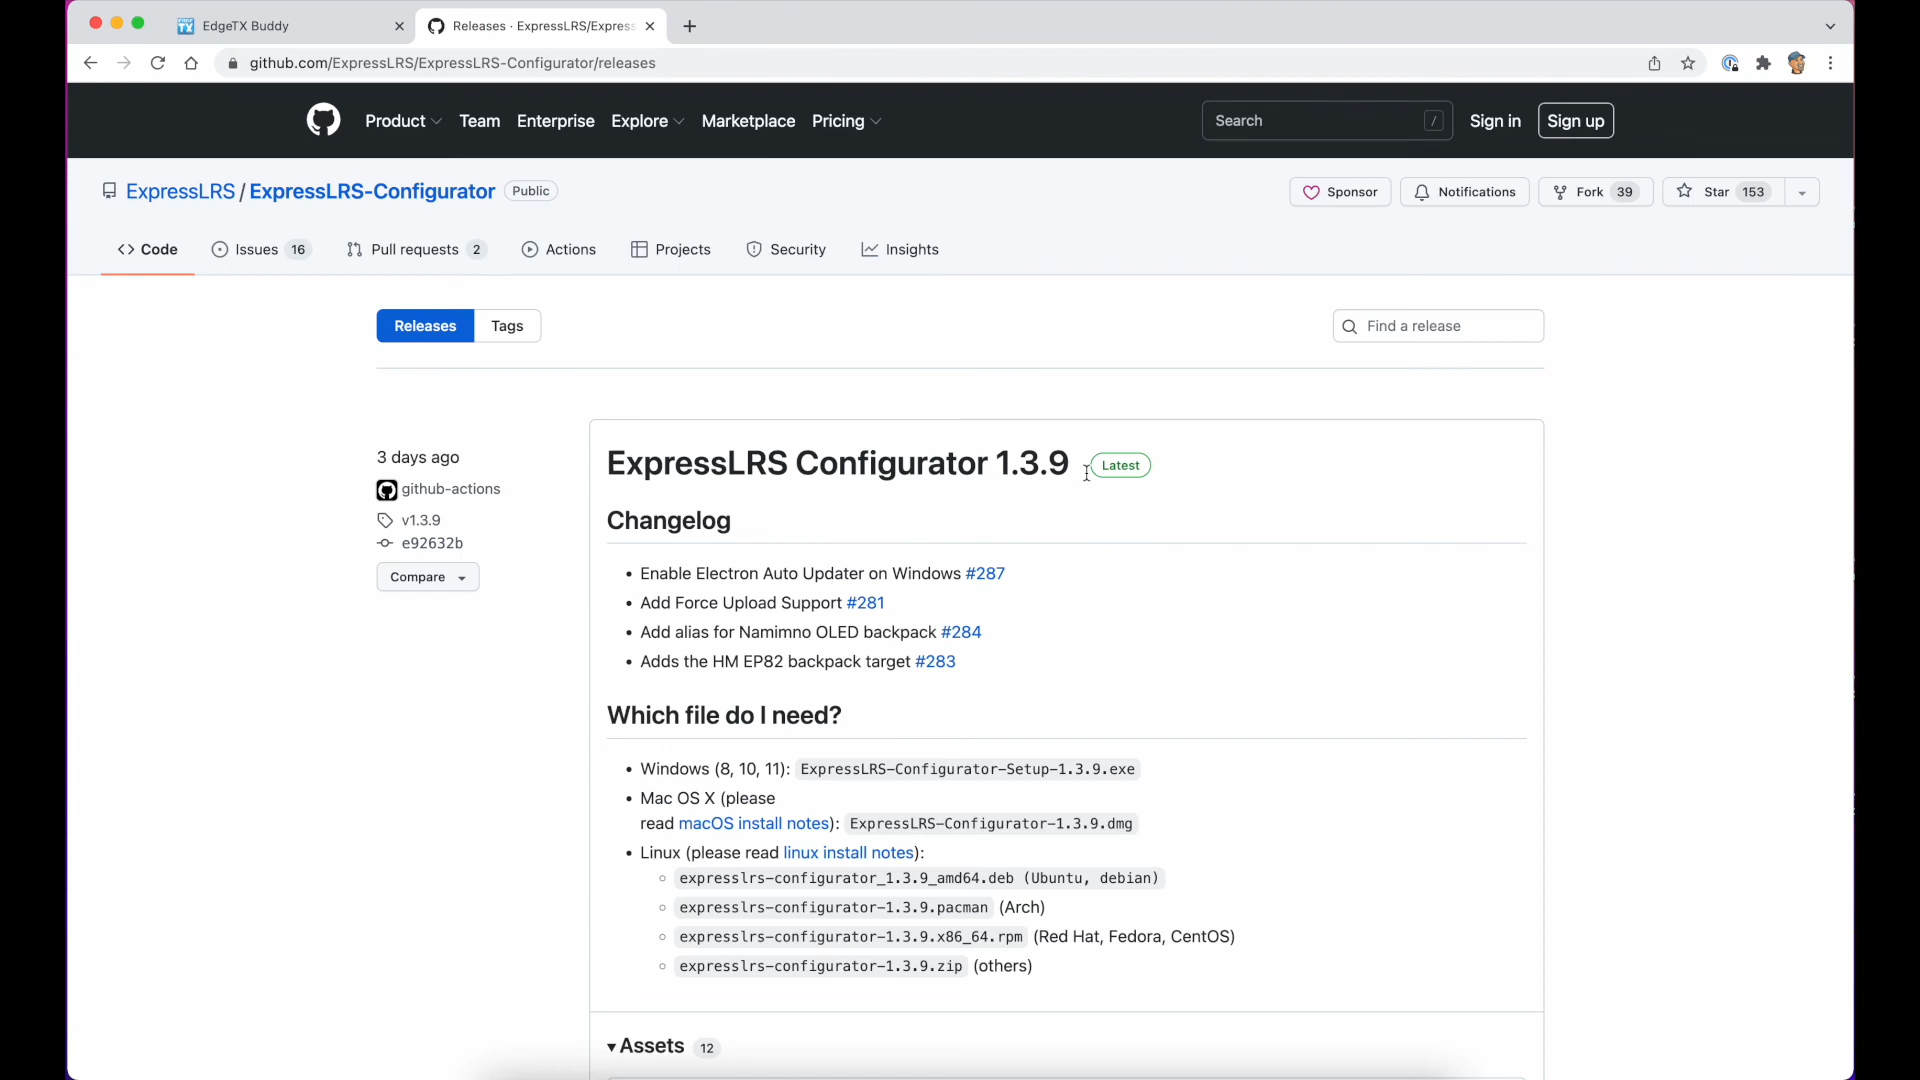 EdgeTX Buddy
Releases · ExpressLRS/Express
github.com/ExpressLRS/ExpressLRS-Configurator/releases
Product Team Enterprise Explore Marketplace Pricing Search / Sign in Sign up
ExpressLRS / ExpressLRS-Configurator Public Sponsor Notifications Fork 39 Star 153
Code Issues 16 Pull requests 2 Actions Projects Security Insights
Releases Tags Find a release
3 days ago
github-actions
v1.3.9
e92632b
Compare
ExpressLRS Configurator 1.3.9 Latest
Changelog
• Enable Electron Auto Updater on Windows #287
• Add Force Upload Support #281
• Add alias for Namimno OLED backpack #284
• Adds the HM EP82 backpack target #283
Which file do I need?
• Windows (8, 10, 11): ExpressLRS-Configurator-Setup-1.3.9.exe
• Mac OS X (please
read macOS install notes): ExpressLRS-Configurator-1.3.9.dmg
• Linux (please read linux install notes):
◦ expresslrs-configurator_1.3.9_amd64.deb (Ubuntu, debian)
◦ expresslrs-configurator-1.3.9.pacman (Arch)
◦ expresslrs-configurator-1.3.9.x86_64.rpm (Red Hat, Fedora, CentOS)
◦ expresslrs-configurator-1.3.9.zip (others)
Assets 12